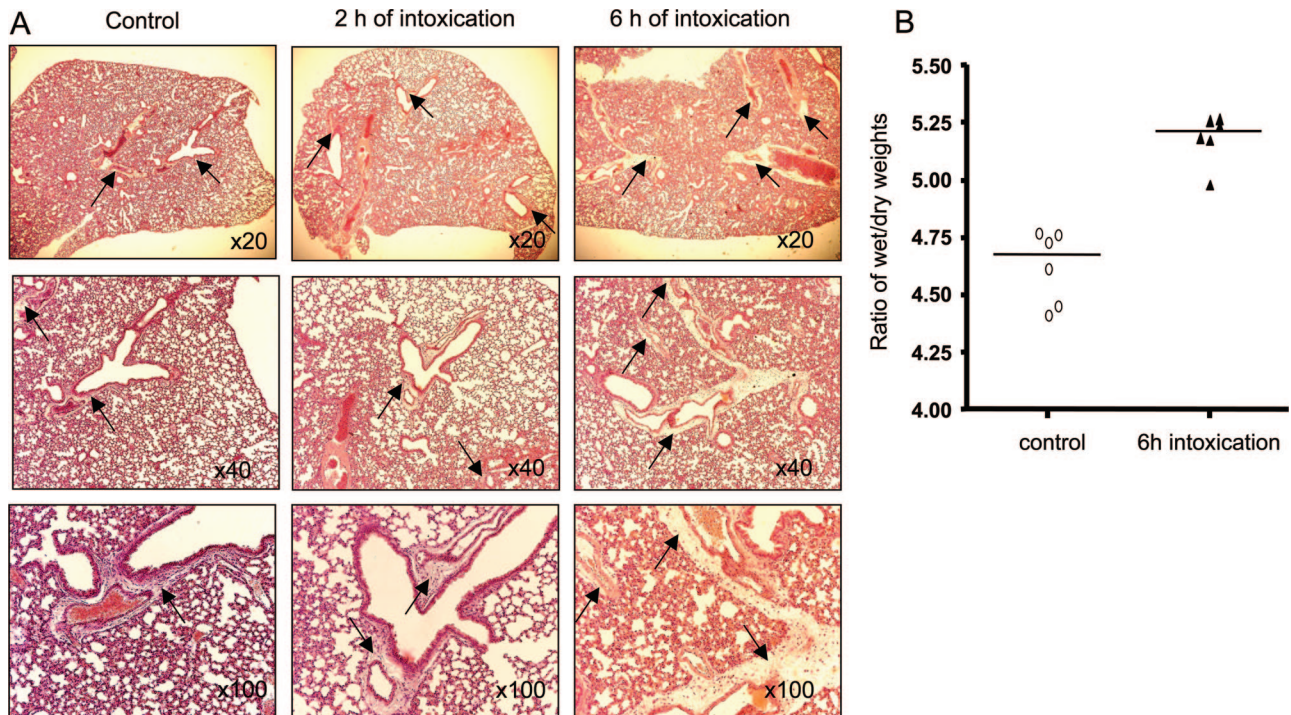 A
Control
2 h of intoxication
6 h of intoxication
x20
x20
x20
x40
x40
x40
x100
x100
x100
B
Ratio of wet/dry weights
5.50
5.25
5.00
4.75
4.50
4.25
4.00
control
6h intoxication